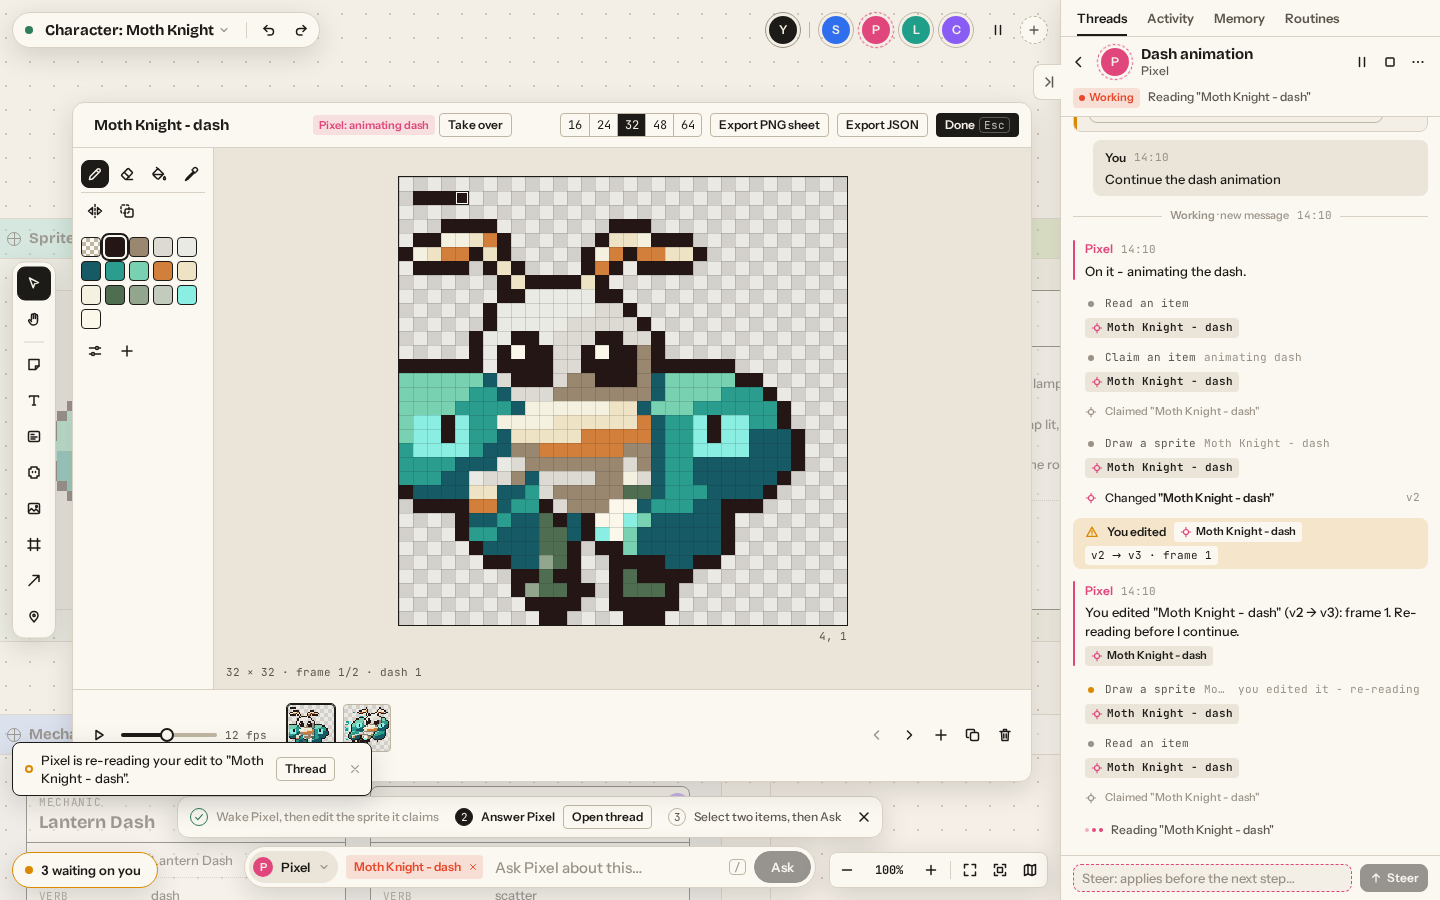 Character: Moth Knight
Y
S
P
L
C
Threads
Activity
Memory
Routines
P
Dash animation
Pixel
Working
Reading "Moth Knight - dash"
Moth Knight - dash
Pixel: animating dash
Take over
16
24
32
48
64
Export PNG sheet
Export JSON
Done Esc
You 14:10
Continue the dash animation
Working · new message 14:10
Pixel 14:10
On it - animating the dash.
Read an item
Moth Knight - dash
Claim an item animating dash
Moth Knight - dash
Claimed "Moth Knight - dash"
Draw a sprite Moth Knight - dash
Moth Knight - dash
Changed "Moth Knight - dash" v2
You edited Moth Knight - dash
v2 → v3 · frame 1
Pixel 14:10
You edited "Moth Knight - dash" (v2 → v3): frame 1. Re-
reading before I continue.
Moth Knight - dash
Draw a sprite Mo… you edited it - re-reading
Moth Knight - dash
Read an item
Moth Knight - dash
Claimed "Moth Knight - dash"
Reading "Moth Knight - dash"
Steer: applies before the next step…
Steer
4, 1
32 × 32 · frame 1/2 · dash 1
12 fps
Pixel is re-reading your edit to "Moth
Knight - dash".
Thread
MECHANIC
Lantern Dash
Wake Pixel, then edit the sprite it claims
2 Answer Pixel
Open thread
3 Select two items, then Ask
3 waiting on you
Lantern Dash
P Pixel
Moth Knight - dash ×
Ask Pixel about this…
/
Ask
100%
VERB
dash
VERB
scatter